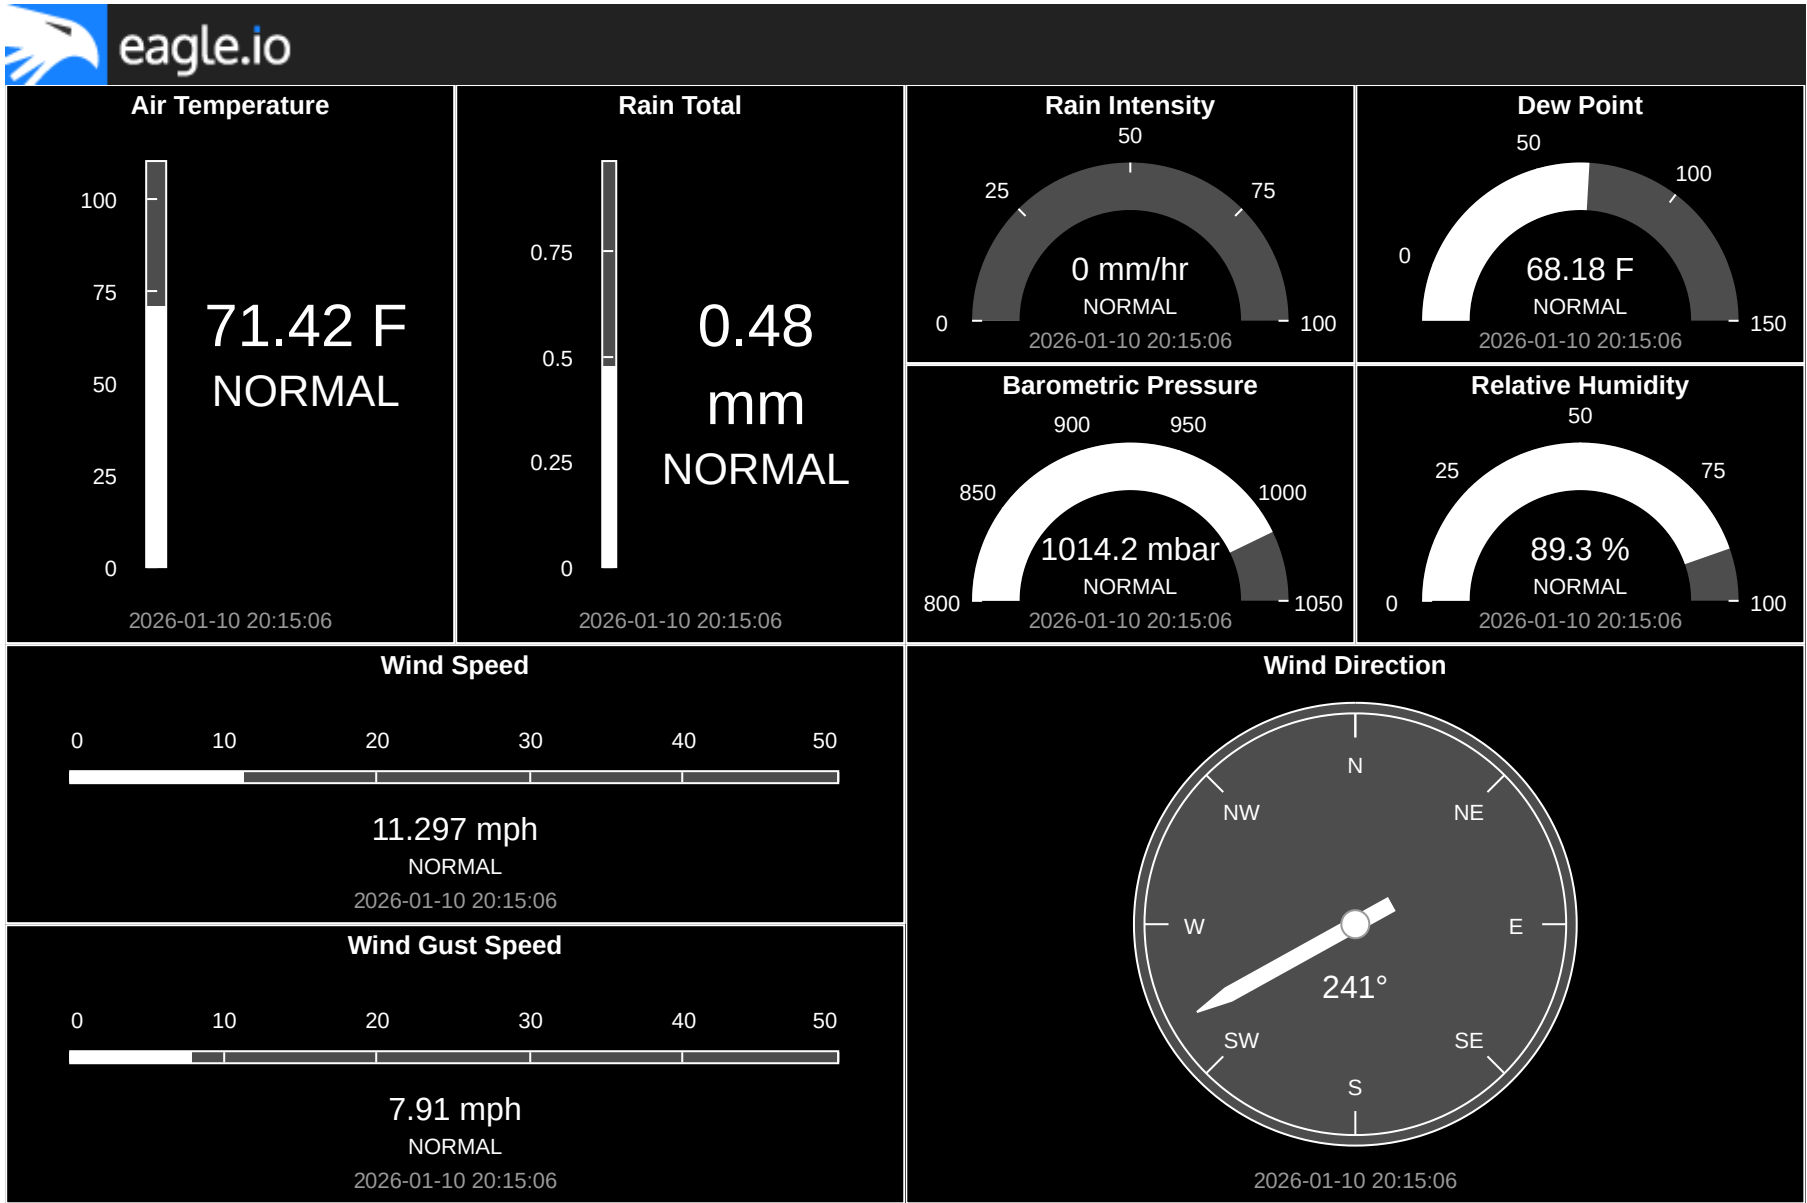 eagle.io
Air Temperature
100
75
50
25
0
71.42 F
NORMAL
2026-01-10 20:15:06
Rain Total
0.75
0.5
0.25
0
0.48
mm
NORMAL
2026-01-10 20:15:06
Rain Intensity
0
25
50
75
100
0 mm/hr
NORMAL
2026-01-10 20:15:06
Dew Point
0
50
100
150
68.18 F
NORMAL
2026-01-10 20:15:06
Barometric Pressure
800
850
900
950
1000
1050
1014.2 mbar
NORMAL
2026-01-10 20:15:06
Relative Humidity
0
25
50
75
100
89.3 %
NORMAL
2026-01-10 20:15:06
Wind Speed
0 10 20 30 40 50
11.297 mph
NORMAL
2026-01-10 20:15:06
Wind Gust Speed
0 10 20 30 40 50
7.91 mph
NORMAL
2026-01-10 20:15:06
Wind Direction
N
NW NE
W E
241°
SW SE
S
2026-01-10 20:15:06